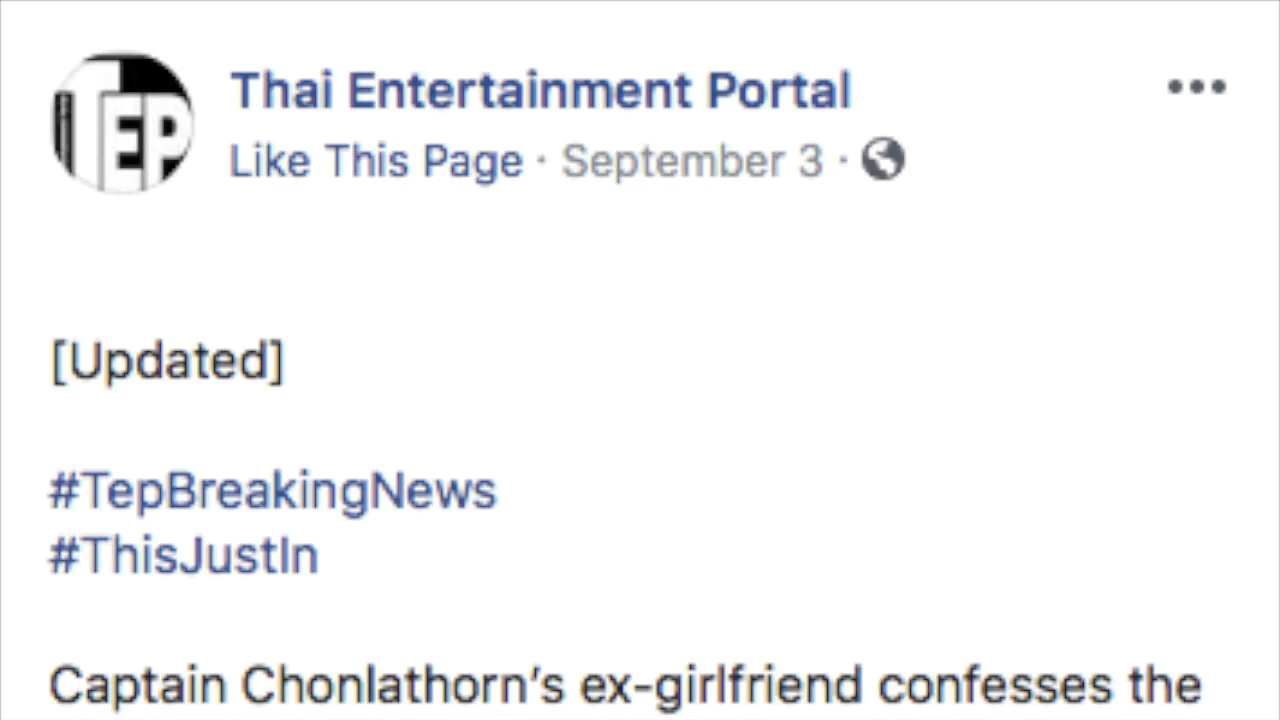 TEP
Thai Entertainment Portal
Like This Page · September 3 ·
[Updated]
#TepBreakingNews
#ThisJustIn
Captain Chonlathorn’s ex-girlfriend confesses the